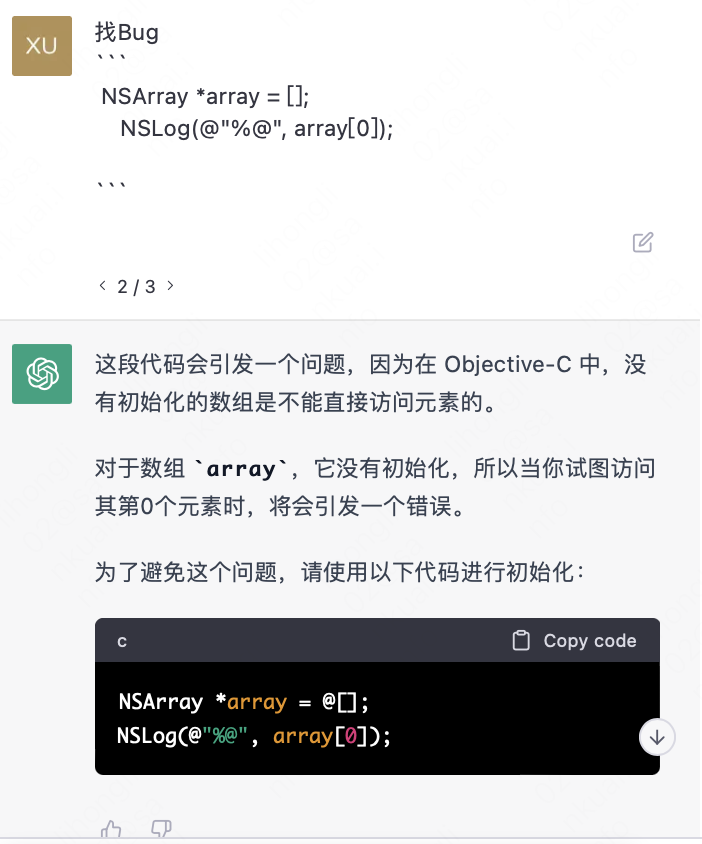 XU
找Bug
```
NSArray *array = [];
NSLog(@"%@", array[0]);
```
< 2 / 3 >
这段代码会引发一个问题，因为在 Objective-C 中，没
有初始化的数组是不能直接访问元素的。
对于数组 `array`，它没有初始化，所以当你试图访问
其第0个元素时，将会引发一个错误。
为了避免这个问题，请使用以下代码进行初始化：
c
Copy code
NSArray *array = @[];
NSLog(@"%@", array[0]);